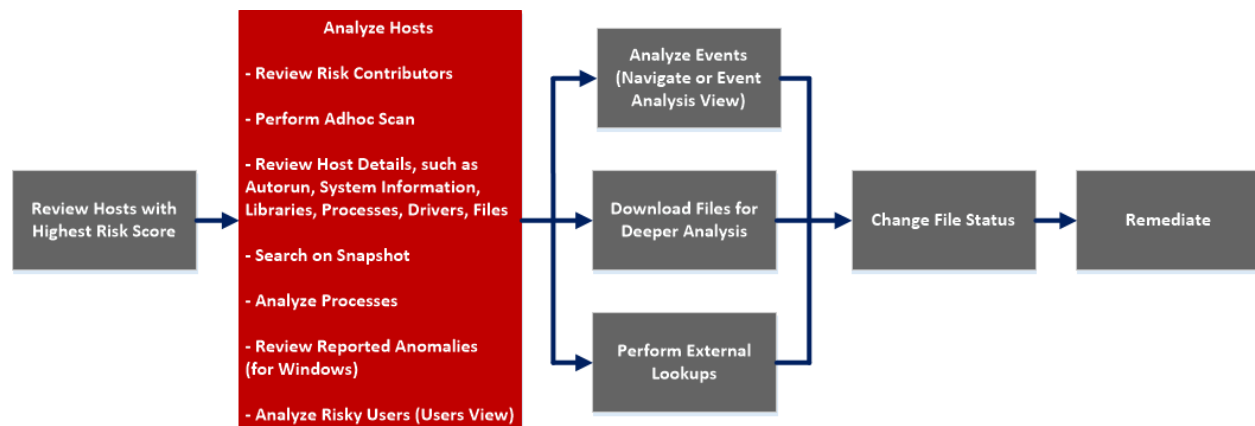 Review Hosts with
Highest Risk Score
Analyze Hosts
- Review Risk Contributors
- Perform Adhoc Scan
- Review Host Details, such as
Autorun, System Information,
Libraries, Processes, Drivers, Files
- Search on Snapshot
- Analyze Processes
- Review Reported Anomalies
(for Windows)
- Analyze Risky Users (Users View)
Analyze Events
(Navigate or Event
Analysis View)
Download Files for
Deeper Analysis
Perform External
Lookups
Change File Status
Remediate